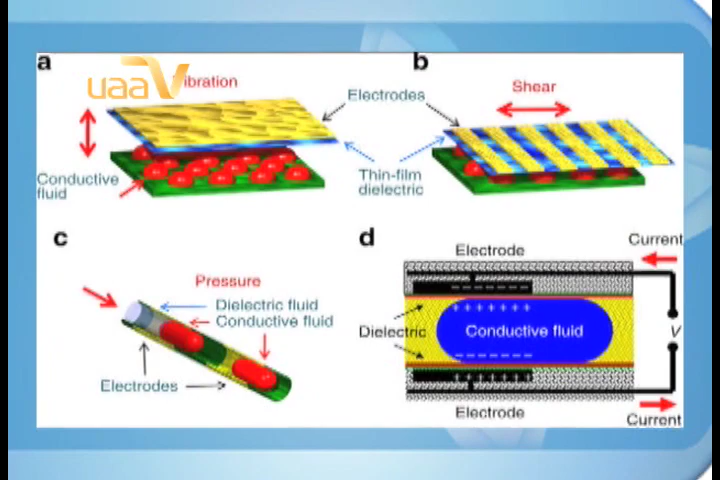 a
uaav
ibration
Electrodes
Conductive
fluid
Thin-film
dielectric
b
Shear
c
Pressure
Dielectric fluid
Conductive fluid
Electrodes
d
Electrode
Current
Dielectric
Conductive fluid
V
Electrode
Current